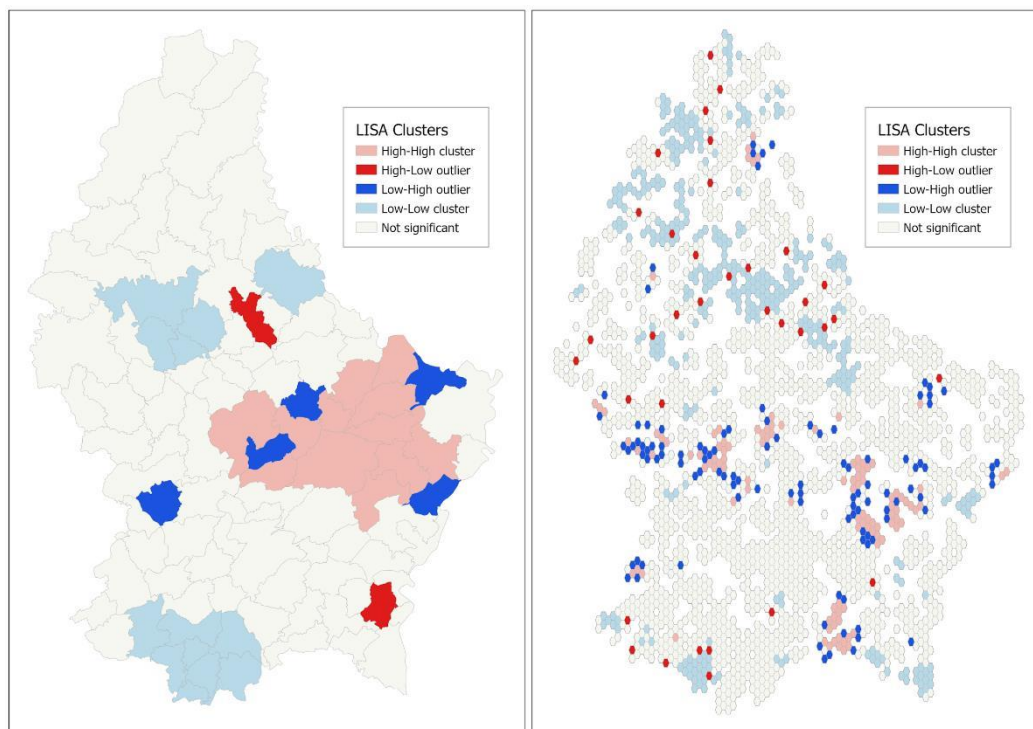 LISA Clusters
High-High cluster
High-Low outlier
Low-High outlier
Low-Low cluster
Not significant
LISA Clusters
High-High cluster
High-Low outlier
Low-High outlier
Low-Low cluster
Not significant